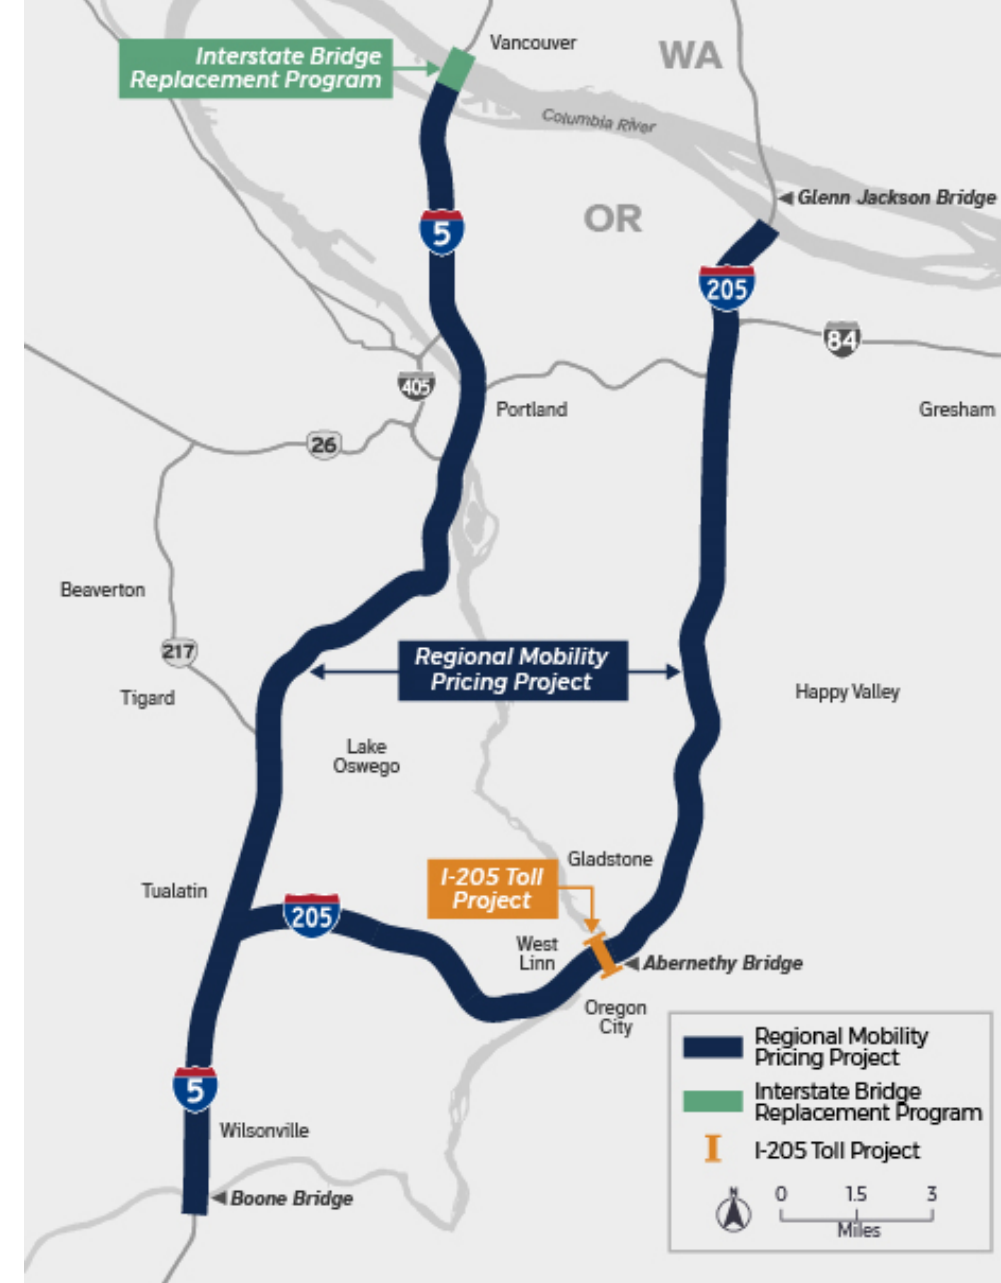 Vancouver
WA
Interstate Bridge
Replacement Program
Columbia River
Glenn Jackson Bridge
OR
5
205
84
405
Portland
Gresham
26
Beaverton
217
Regional Mobility
Pricing Project
Tigard
Happy Valley
Lake
Oswego
Gladstone
I-205 Toll
Project
Tualatin
205
West
Linn
Abernethy Bridge
Oregon
City
5
Wilsonville
Boone Bridge
Regional Mobility
Pricing Project
Interstate Bridge
Replacement Program
I-205 Toll Project
N
0 1.5 3
Miles